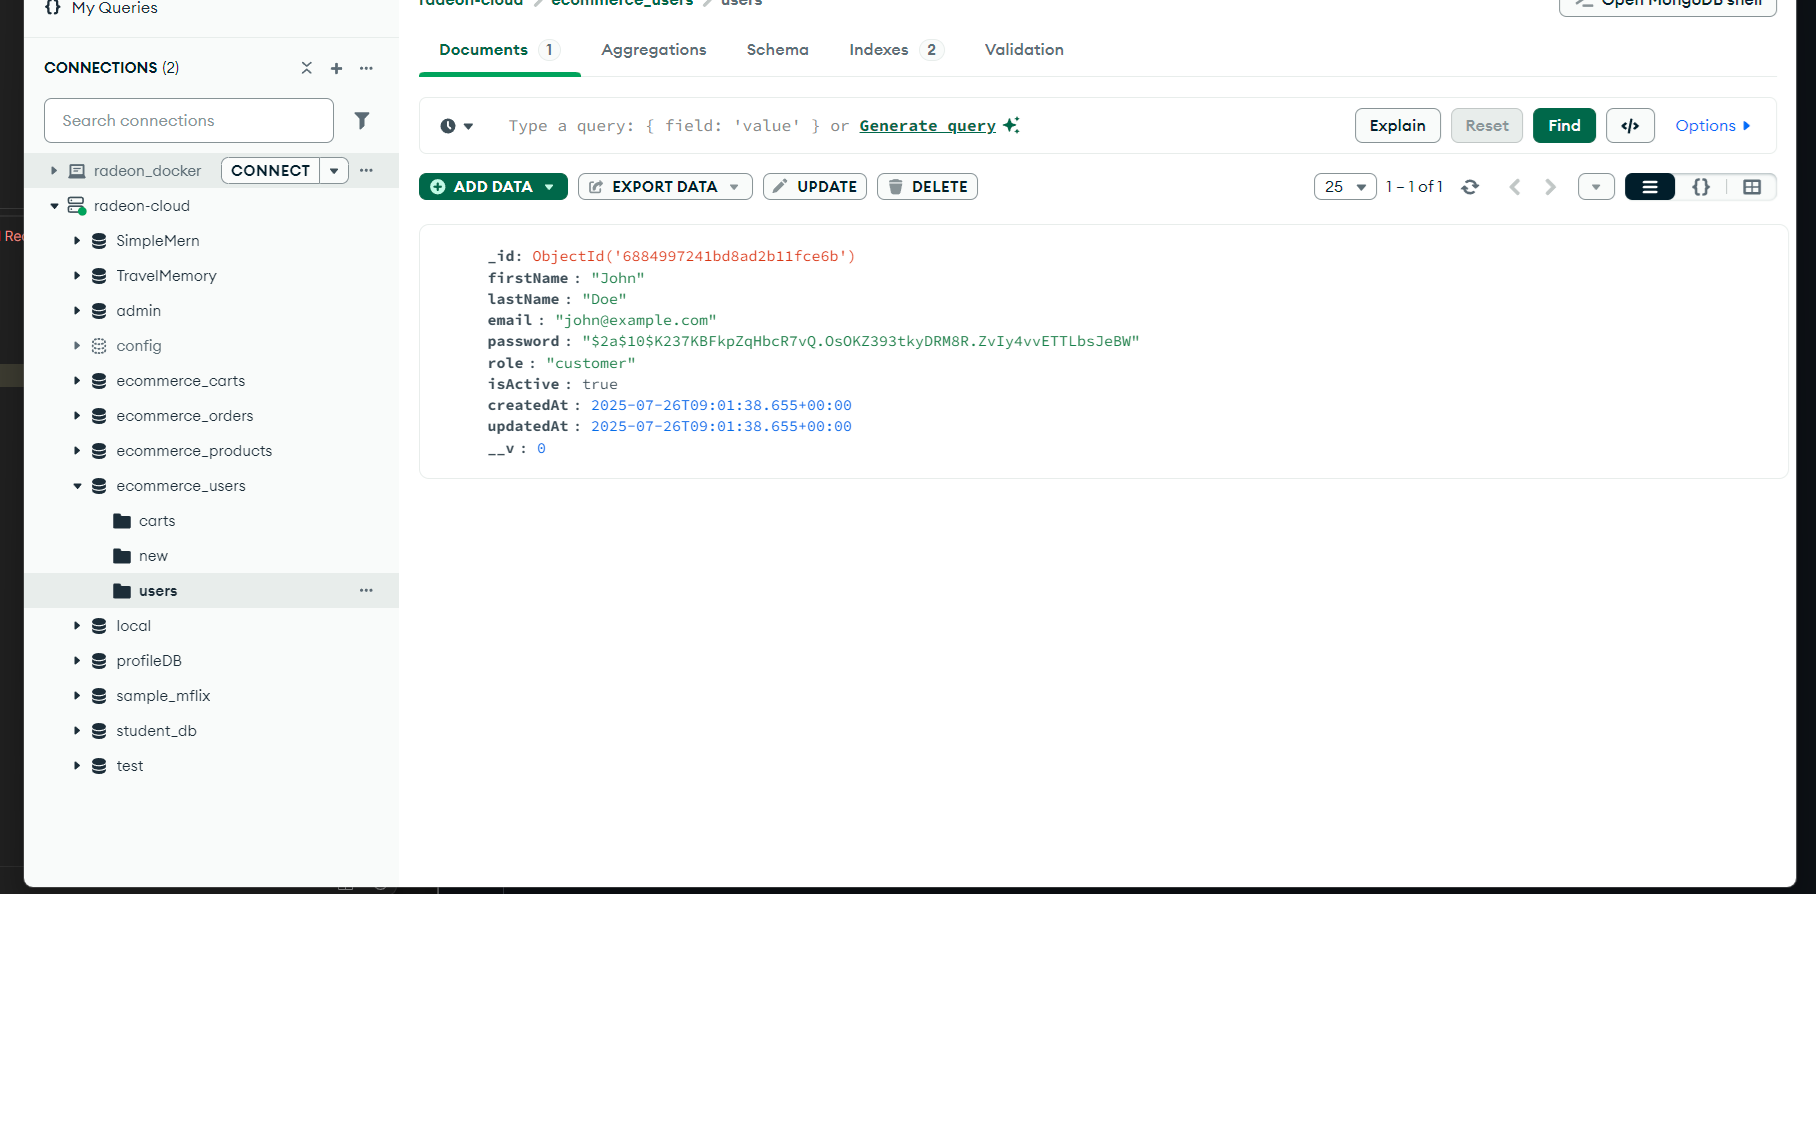 My Queries
radeon-cloud / ecommerce_users / users
Open MongoDB shell
CONNECTIONS (2)
Search connections
radeon_docker CONNECT
radeon-cloud
SimpleMern
TravelMemory
admin
config
ecommerce_carts
ecommerce_orders
ecommerce_products
ecommerce_users
carts
new
users
local
profileDB
sample_mflix
student_db
test
Documents 1 Aggregations Schema Indexes 2 Validation
Type a query: { field: 'value' } or Generate query
Explain Reset Find </> Options
ADD DATA EXPORT DATA UPDATE DELETE
25 1 – 1 of 1 {}
_id: ObjectId('6884997241bd8ad2b11fce6b')
firstName : "John"
lastName : "Doe"
email : "john@example.com"
password : "$2a$10$K237KBFkpZqHbcR7vQ.OsOKZ393tkyDRM8R.ZvIy4vvETTLbsJeBW"
role : "customer"
isActive : true
createdAt : 2025-07-26T09:01:38.655+00:00
updatedAt : 2025-07-26T09:01:38.655+00:00
__v : 0